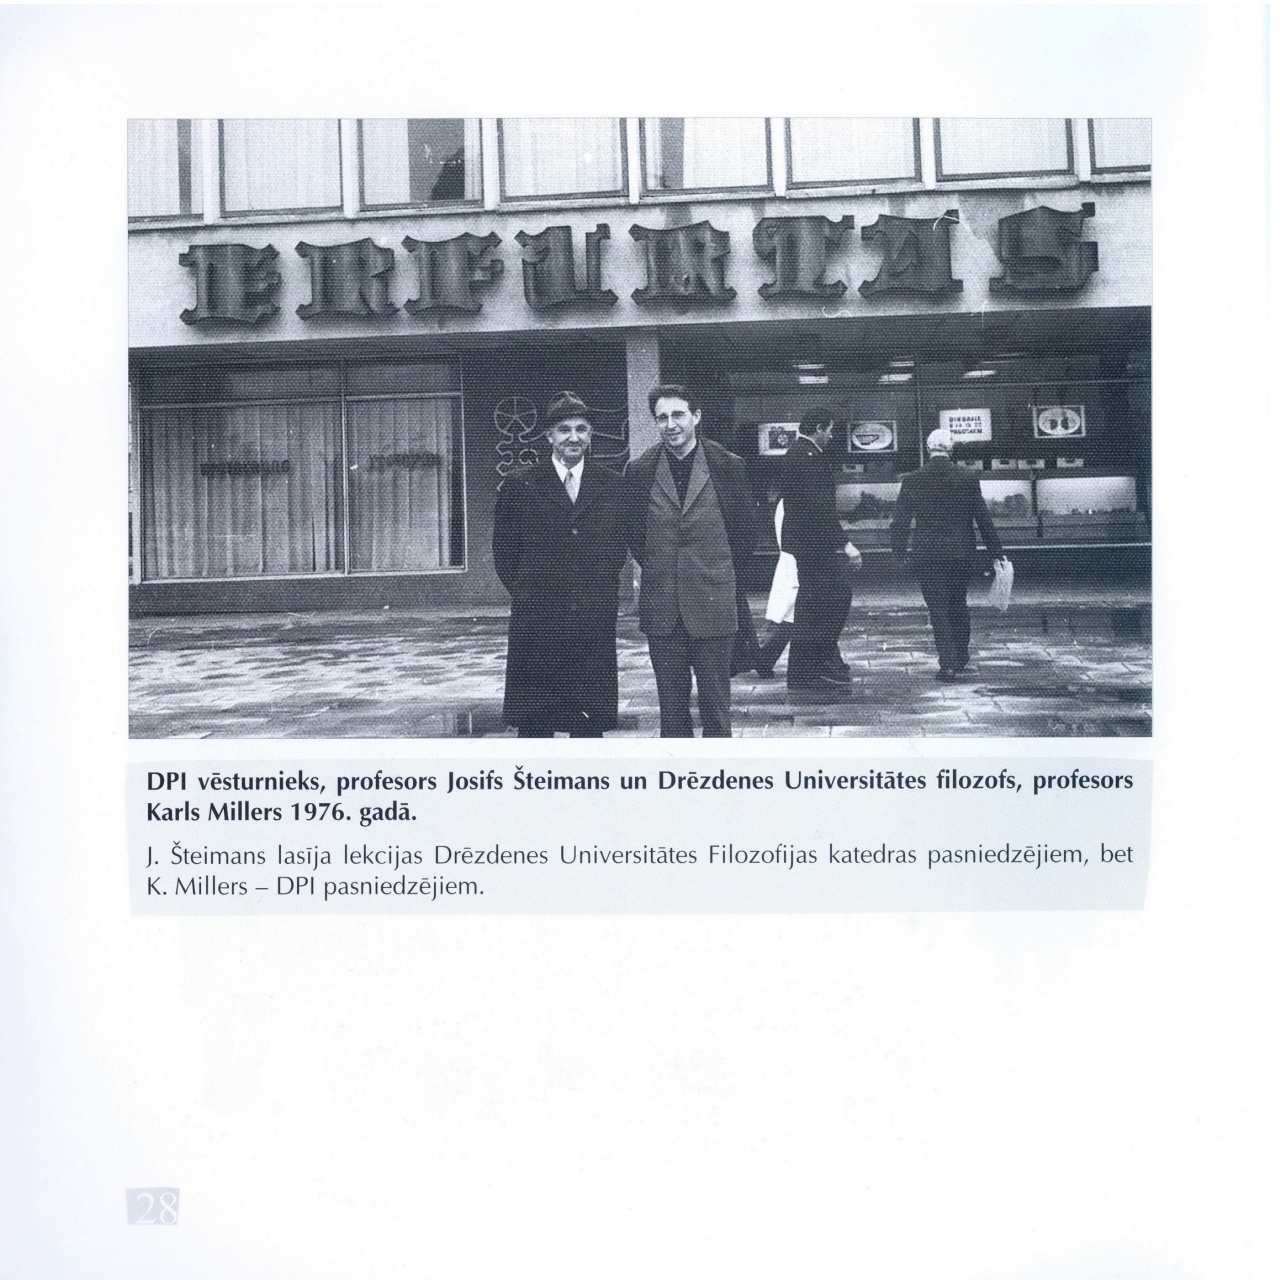 ERFURTAS
DIRBAME
DPI vēsturnieks, profesors Josifs Šteimans un Drēzdenes Universitātes filozofs, profesors
Karls Millers 1976. gadā.
J. Šteimans lasīja lekcijas Drēzdenes Universitātes Filozofijas katedras pasniedzējiem, bet
K. Millers – DPI pasniedzējiem.
28